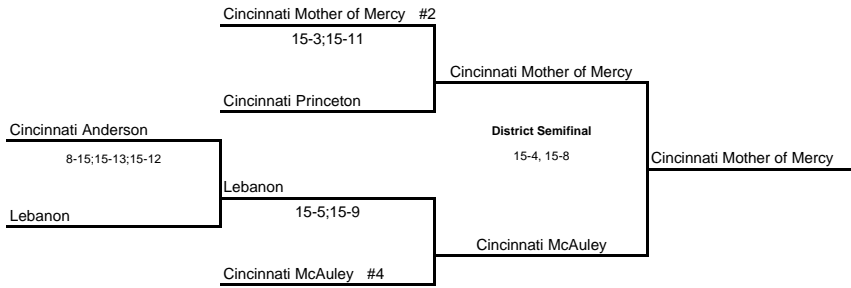 Cincinnati Mother of Mercy #2
15-3;15-11
Cincinnati Mother of Mercy
Cincinnati Princeton
Cincinnati Anderson
District Semifinal
8-15;15-13;15-12
15-4, 15-8
Cincinnati Mother of Mercy
Lebanon
Lebanon
15-5;15-9
Cincinnati McAuley
Cincinnati McAuley #4